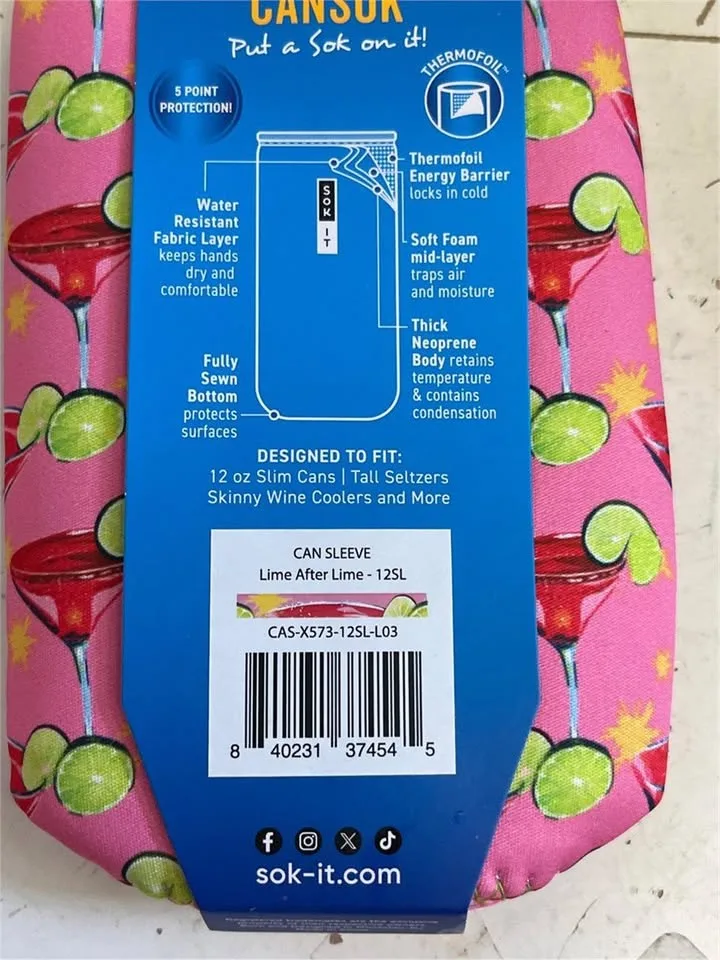 CANSOK
Put a Sok on it!
5 POINT
PROTECTION!
THERMOFOIL™
Thermofoil
Energy Barrier
locks in cold
Water
Resistant
Fabric Layer
keeps hands
dry and
comfortable
SOK
IT
Soft Foam
mid-layer
traps air
and moisture
Thick
Neoprene
Body retains
temperature
& contains
condensation
Fully
Sewn
Bottom
protects
surfaces
DESIGNED TO FIT:
12 oz Slim Cans | Tall Seltzers
Skinny Wine Coolers and More
CAN SLEEVE
Lime After Lime - 12SL
CAS-X573-12SL-L03
8 40231 37454 5
sok-it.com